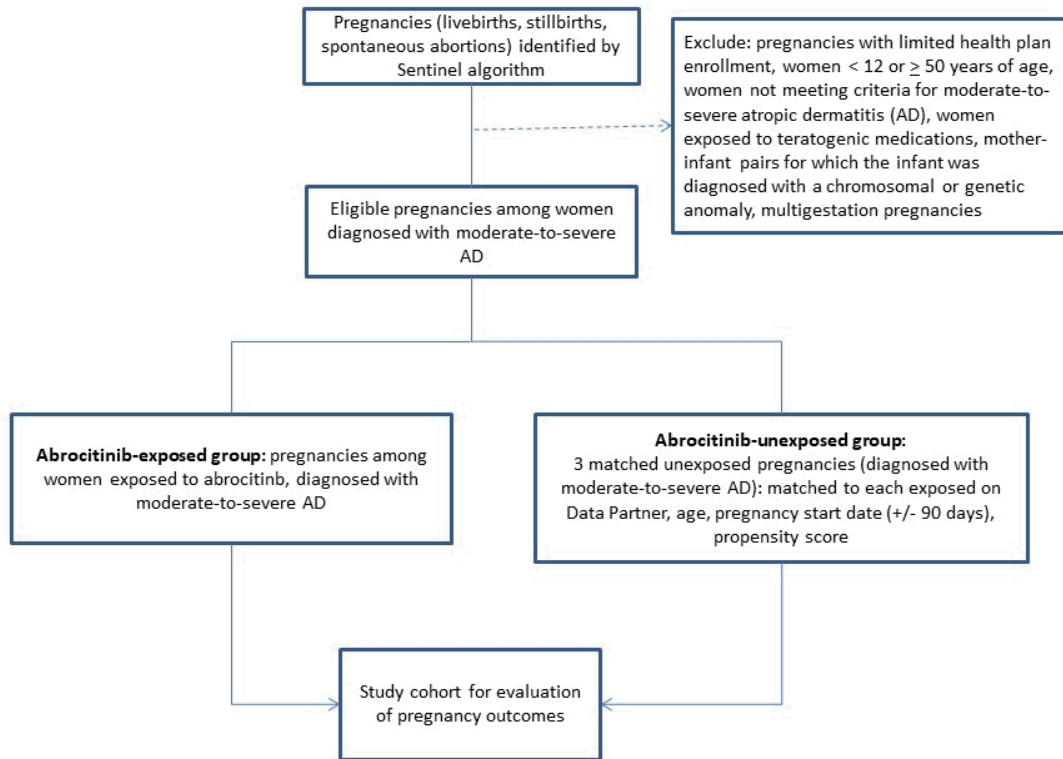 Pregnancies (livebirths, stillbirths,
spontaneous abortions) identified by
Sentinel algorithm
Exclude: pregnancies with limited health plan
enrollment, women < 12 or ≥ 50 years of age,
women not meeting criteria for moderate-to-
severe atropic dermatitis (AD), women
exposed to teratogenic medications, mother-
infant pairs for which the infant was
diagnosed with a chromosomal or genetic
anomaly, multigestation pregnancies
Eligible pregnancies among women
diagnosed with moderate-to-severe
AD
Abrocitinib-exposed group: pregnancies among
women exposed to abrocitinb, diagnosed with
moderate-to-severe AD
Abrocitinib-unexposed group:
3 matched unexposed pregnancies (diagnosed with
moderate-to-severe AD): matched to each exposed on
Data Partner, age, pregnancy start date (+/- 90 days),
propensity score
Study cohort for evaluation
of pregnancy outcomes